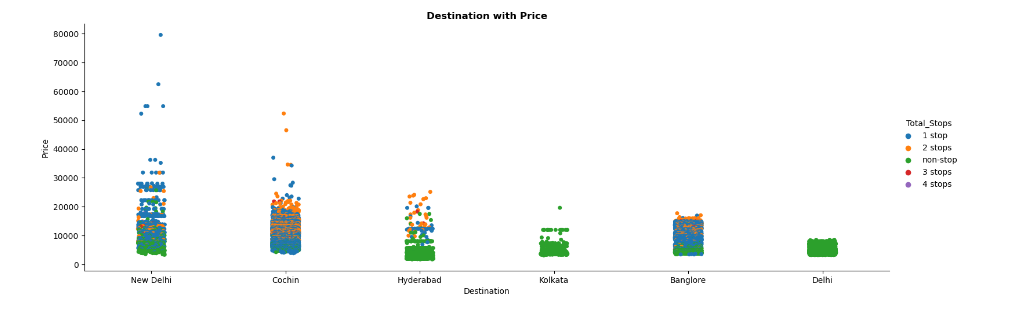 Destination with Price
Price
80000
70000
60000
50000
40000
30000
20000
10000
0
New Delhi
Cochin
Hyderabad
Kolkata
Banglore
Delhi
Destination
Total_Stops
1 stop
2 stops
non-stop
3 stops
4 stops